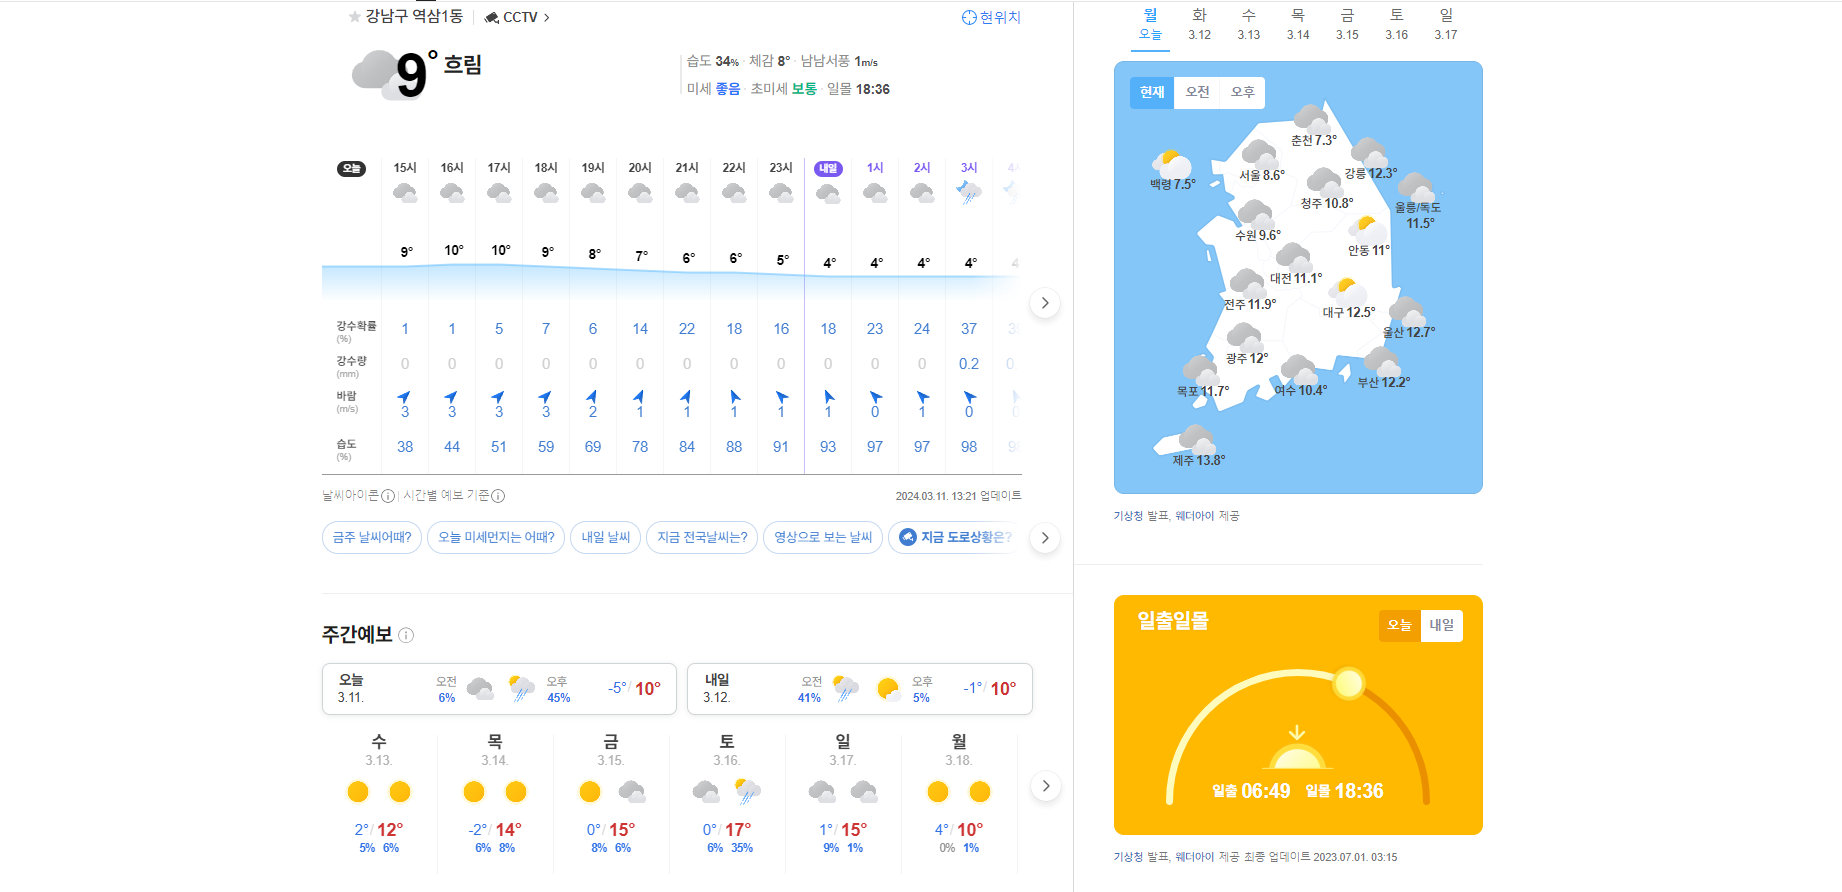 강남구 역삼1동 CCTV
현위치
9° 흐림
습도 34% · 체감 8° · 남남서풍 1m/s
미세 좋음 · 초미세 보통 · 일몰 18:36
오늘 15시 16시 17시 18시 19시 20시 21시 22시 23시 내일 1시 2시 3시
9° 10° 10° 9° 8° 7° 6° 6° 5° 4° 4° 4° 4°
강수확률 (%) 1 1 5 7 6 14 22 18 16 18 23 24 37
강수량 (mm) 0 0 0 0 0 0 0 0 0 0 0 0 0.2
바람 (m/s) 3 3 3 3 2 1 1 1 1 1 0 1 0
습도 (%) 38 44 51 59 69 78 84 88 91 93 97 97 98
날씨아이콘 | 시간별 예보 기준
2024.03.11. 13:21 업데이트
금주 날씨어때? 오늘 미세먼지는 어때? 내일 날씨 지금 전국날씨는? 영상으로 보는 날씨 지금 도로상황은?
주간예보
오늘 3.11. 오전 6% 오후 45% -5°/ 10°
내일 3.12. 오전 41% 오후 5% -1°/ 10°
수 목 금 토 일 월
3.13. 3.14. 3.15. 3.16. 3.17. 3.18.
2°/ 12° -2°/ 14° 0°/ 15° 0°/ 17° 1°/ 15° 4°/ 10°
5% 6% 6% 8% 8% 6% 6% 35% 9% 1% 0% 1%
월 화 수 목 금 토 일
오늘 3.12 3.13 3.14 3.15 3.16 3.17
현재 오전 오후
춘천 7.3°
백령 7.5°
서울 8.6°
강릉 12.3°
청주 10.8°
울릉/독도
11.5°
수원 9.6°
안동 11°
대전 11.1°
전주 11.9°
대구 12.5°
울산 12.7°
광주 12°
목포 11.7°
여수 10.4°
부산 12.2°
제주 13.8°
기상청 발표, 웨더아이 제공
일출일몰
오늘 내일
일출 06:49 일몰 18:36
기상청 발표, 웨더아이 제공 최종 업데이트 2023.07.01. 03:15